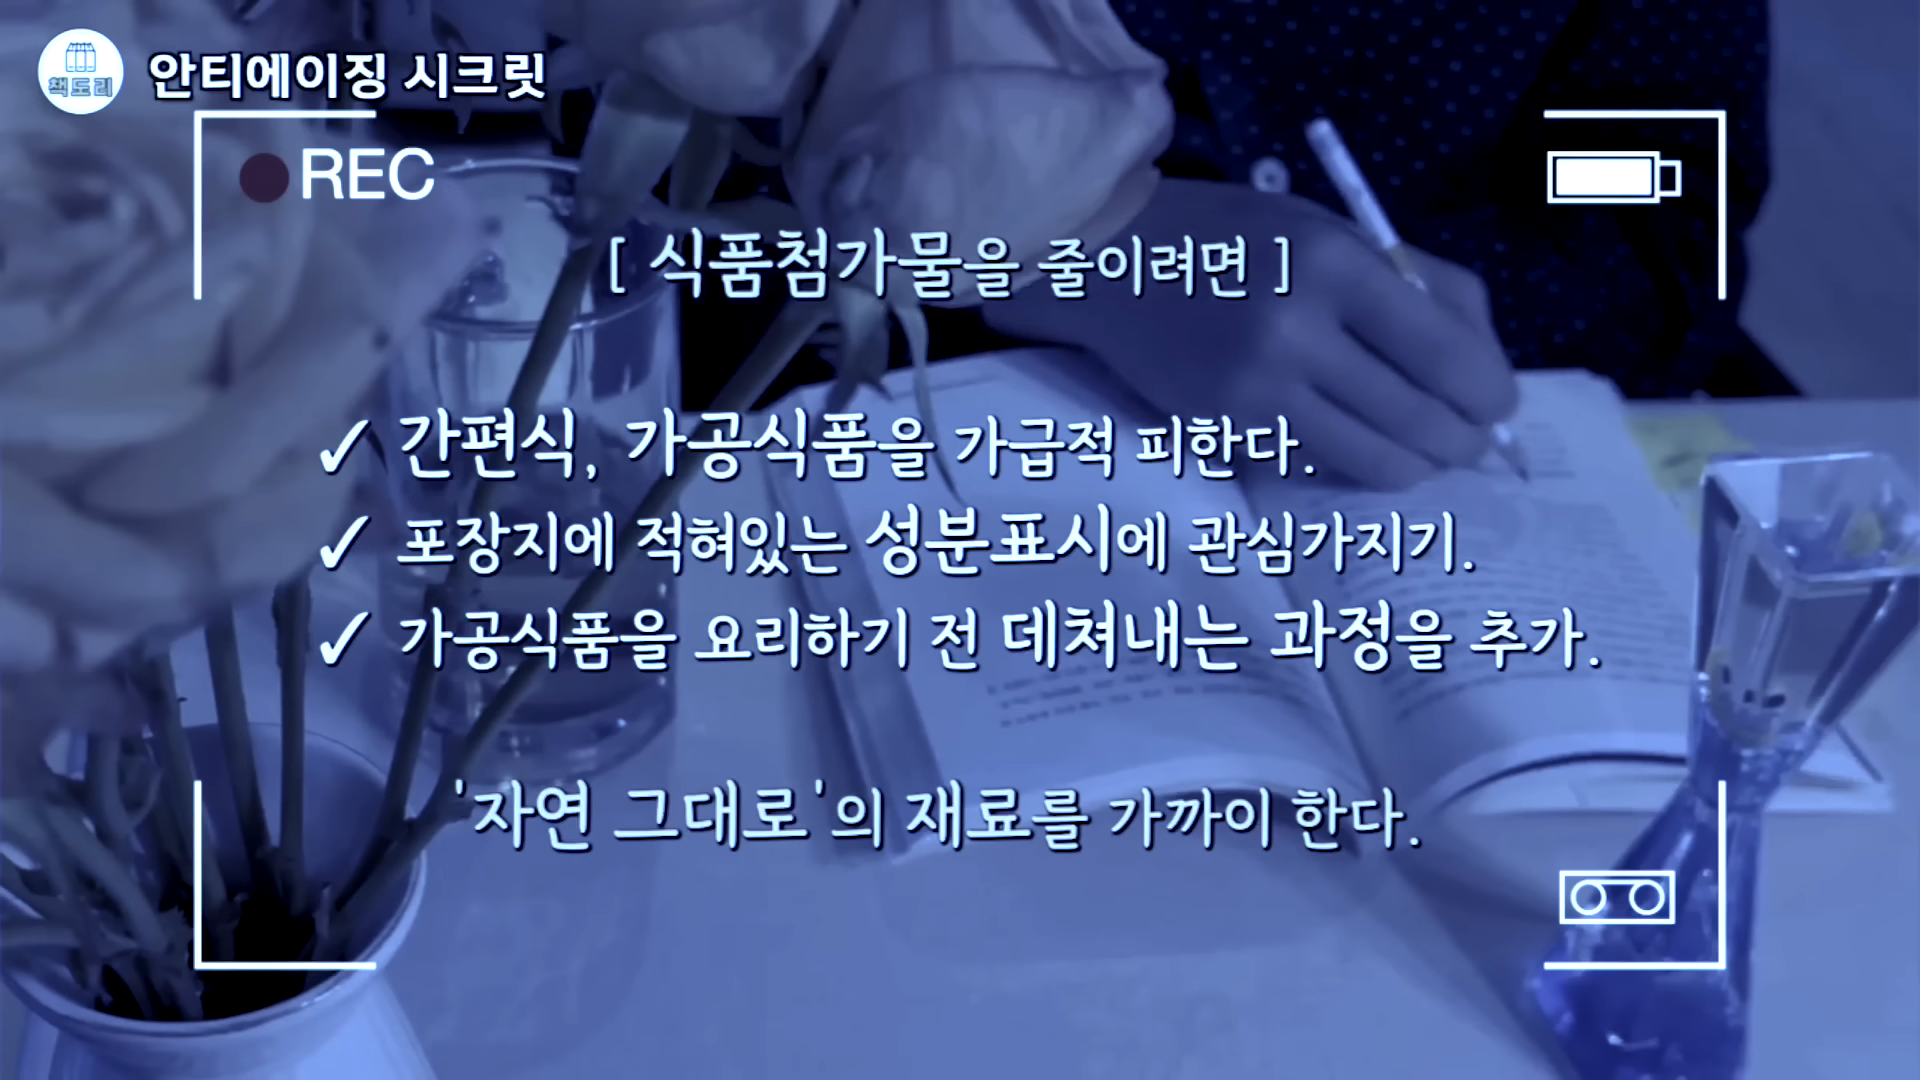 책도리
안티에이징 시크릿
REC
[ 식품첨가물을 줄이려면 ]
✓ 간편식, 가공식품을 가급적 피한다.
✓ 포장지에 적혀있는 성분표시에 관심가지기.
✓ 가공식품을 요리하기 전 데쳐내는 과정을 추가.
'자연 그대로'의 재료를 가까이 한다.